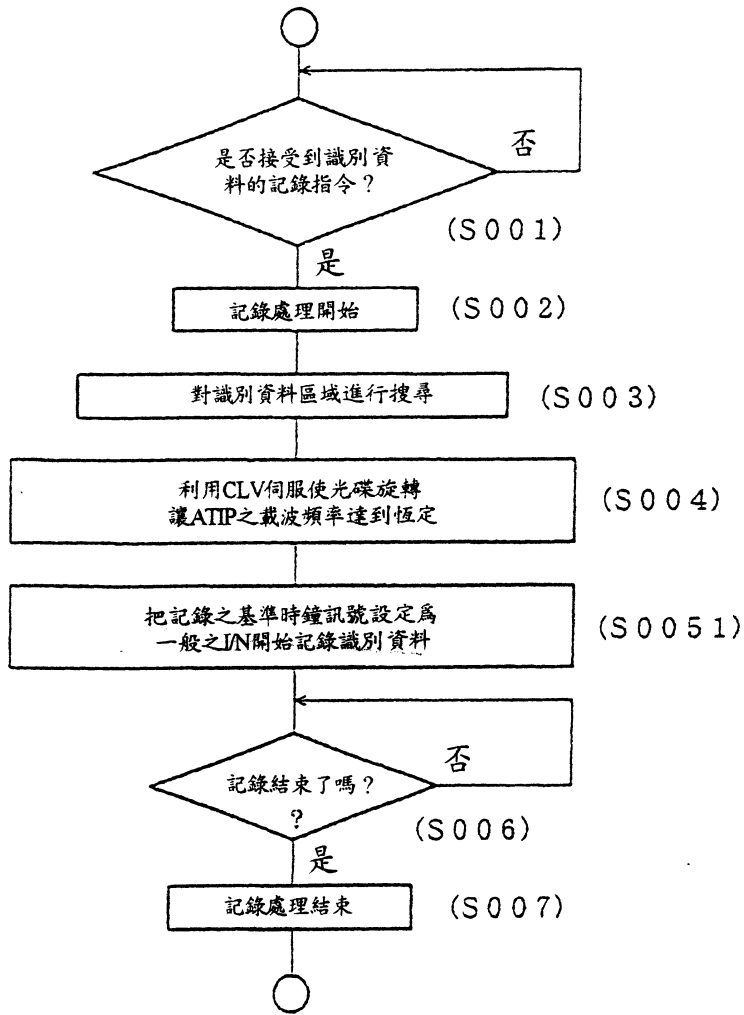 是否接受到識別資
料的記錄指令？
否
(S001)
是
記錄處理開始
(S002)
對識別資料區域進行搜尋
(S003)
利用CLV伺服使光碟旋轉
讓ATIP之載波頻率達到恆定
(S004)
把記錄之基準時鐘訊號設定爲
一般之1/N開始記錄識別資料
(S0051)
否
記錄結束了嗎？
？
(S006)
是
記錄處理結束
(S007)